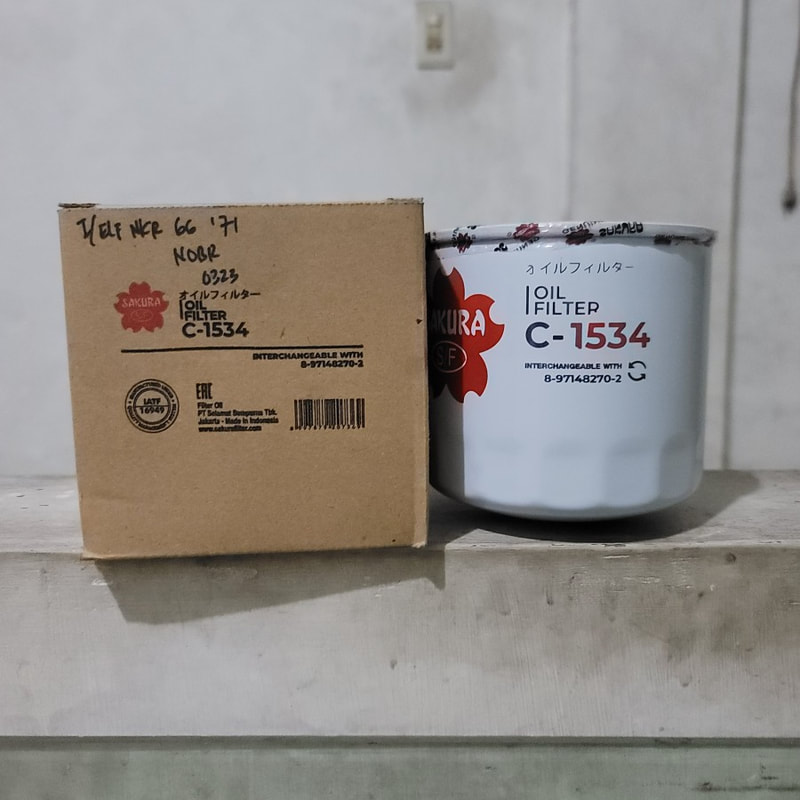 I/ELF NKR 66 '71
NOBR
0323
SAKURA
SF
オイルフィルター
OIL
FILTER
C-1534
INTERCHANGEABLE WITH
8-97148270-2
IATF
16949
EAC
Filter Oil
PT Selamat Sempurna Tbk.
Jakarta - Made in Indonesia
www.sakurafilter.com
オイルフィルター
OIL
FILTER
C-1534
SAKURA
SF
INTERCHANGEABLE WITH
8-97148270-2